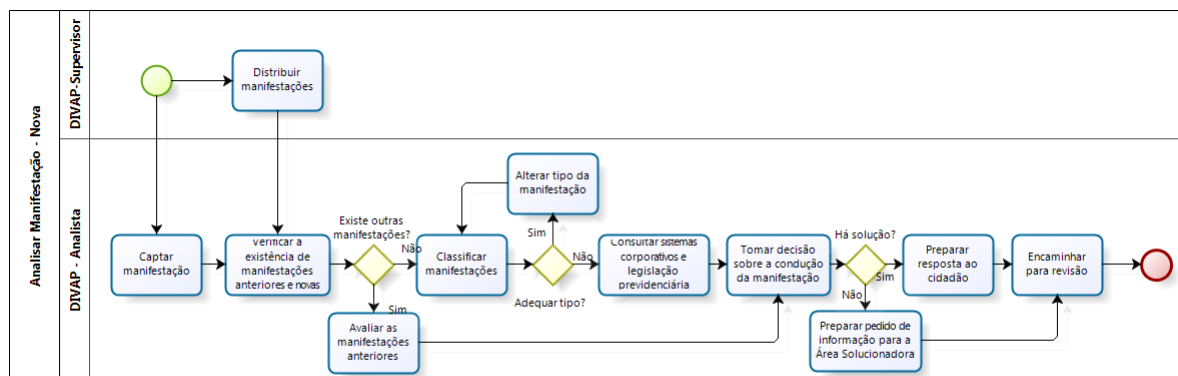 Analisar Manifestação - Nova
DIVAP-Supervisor
Distribuir
manifestações
DIVAP - Analista
Captar
manifestação
Verificar a
existência de
manifestações
anteriores e novas
Existe outras
manifestações?
Não
Sim
Avaliar as
manifestações
anteriores
Classificar
manifestações
Alterar tipo da
manifestação
Sim
Não
Adequar tipo?
Consultar sistemas
corporativos e
legislação
previdenciária
Tomar decisão
sobre a condução
da manifestação
Há solução?
Sim
Não
Preparar
resposta ao
cidadão
Preparar pedido de
informação para a
Área Solucionadora
Encaminhar
para revisão